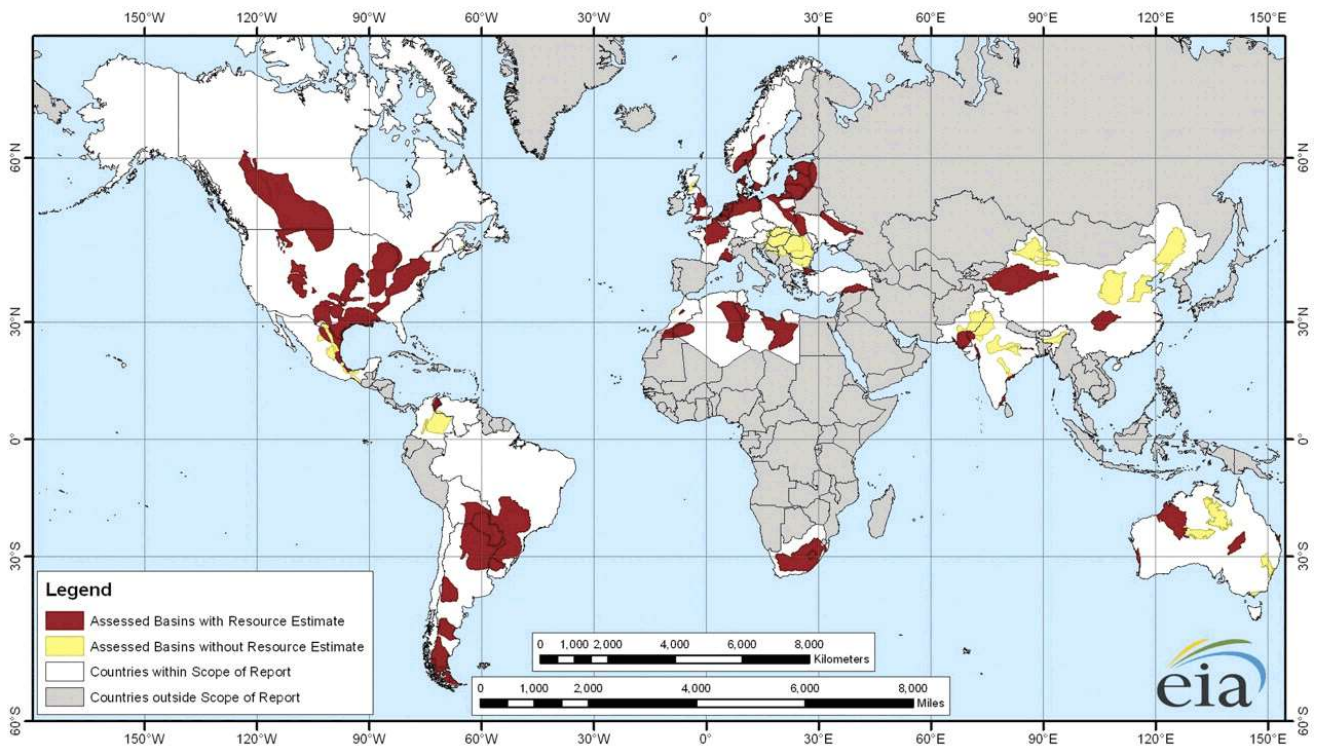 150°W 120°W 90°W 60°W 30°W 0° 30°E 60°E 90°E 120°E 150°E
60°N 60°N
30°N 30°N
0° 0°
30°S 30°S
Legend
Assessed Basins with Resource Estimate
Assessed Basins without Resource Estimate
Countries within Scope of Report
Countries outside Scope of Report
0 1,000 2,000 4,000 6,000 8,000
Kilometers
0 1,000 2,000 4,000 6,000 8,000
Miles
eia
60°S 60°S
150°W 120°W 90°W 60°W 30°W 0° 30°E 60°E 90°E 120°E 150°E